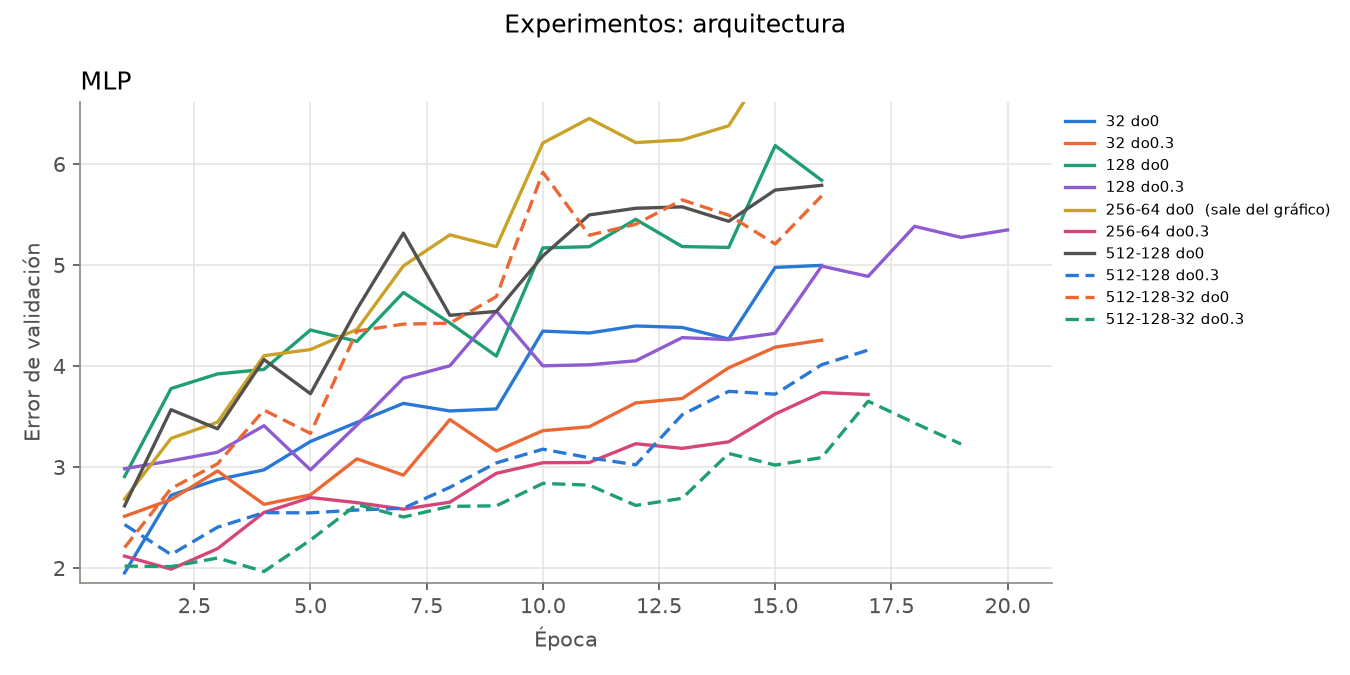 Experimentos: arquitectura
MLP
Error de validación
6
5
4
3
2
2.5 5.0 7.5 10.0 12.5 15.0 17.5 20.0
Época
32 do0
32 do0.3
128 do0
128 do0.3
256-64 do0 (sale del gráfico)
256-64 do0.3
512-128 do0
512-128 do0.3
512-128-32 do0
512-128-32 do0.3